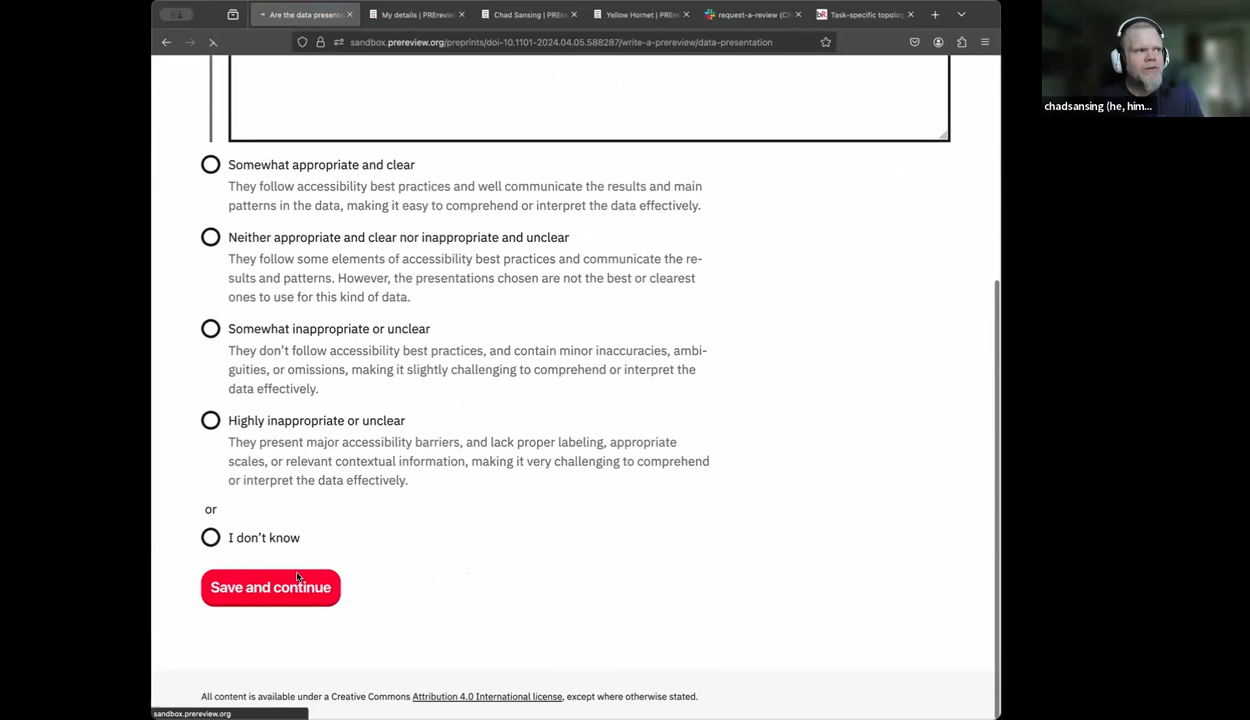 Are the data present
My details | PREreview
Chad Sansing | PREre
Yellow Hornet | PREre
request-a-review (Ch
bR
Task-specific topolog
sandbox.prereview.org/preprints/doi-10.1101-2024.04.05.588287/write-a-prereview/data-presentation
chadsansing (he, him...
Somewhat appropriate and clear
They follow accessibility best practices and well communicate the results and main
patterns in the data, making it easy to comprehend or interpret the data effectively.
Neither appropriate and clear nor inappropriate and unclear
They follow some elements of accessibility best practices and communicate the re-
sults and patterns. However, the presentations chosen are not the best or clearest
ones to use for this kind of data.
Somewhat inappropriate or unclear
They don't follow accessibility best practices, and contain minor inaccuracies, ambi-
guities, or omissions, making it slightly challenging to comprehend or interpret the
data effectively.
Highly inappropriate or unclear
They present major accessibility barriers, and lack proper labeling, appropriate
scales, or relevant contextual information, making it very challenging to comprehend
or interpret the data effectively.
or
I don't know
Save and continue
All content is available under a Creative Commons Attribution 4.0 International license, except where otherwise stated.
sandbox.prereview.org